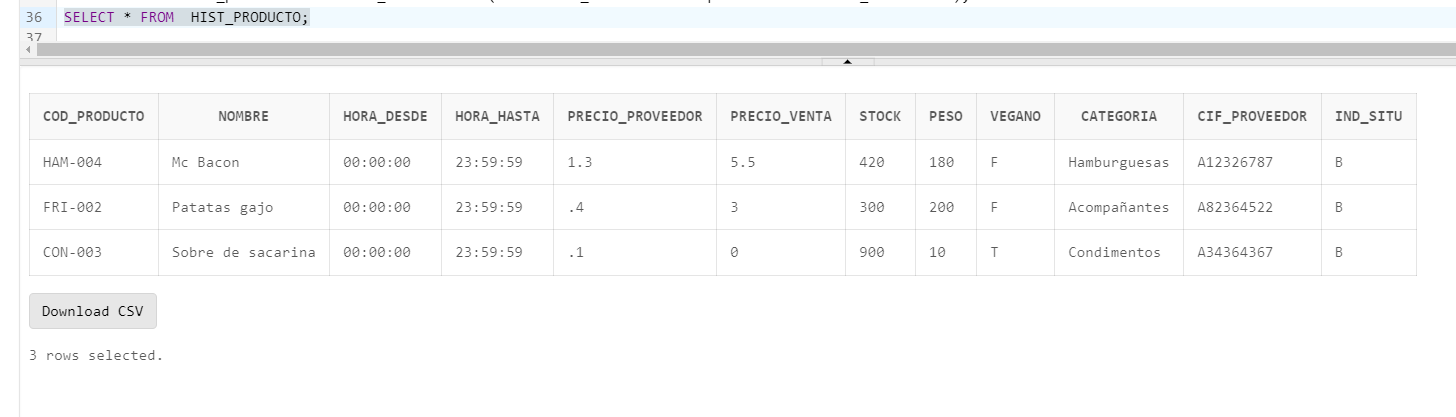 36 SELECT * FROM  HIST_PRODUCTO;
37
COD_PRODUCTO NOMBRE HORA_DESDE HORA_HASTA PRECIO_PROVEEDOR PRECIO_VENTA STOCK PESO VEGANO CATEGORIA CIF_PROVEEDOR IND_SITU
HAM-004 Mc Bacon 00:00:00 23:59:59 1.3 5.5 420 180 F Hamburguesas A12326787 B
FRI-002 Patatas gajo 00:00:00 23:59:59 .4 3 300 200 F Acompañantes A82364522 B
CON-003 Sobre de sacarina 00:00:00 23:59:59 .1 0 900 10 T Condimentos A34364367 B
Download CSV
3 rows selected.